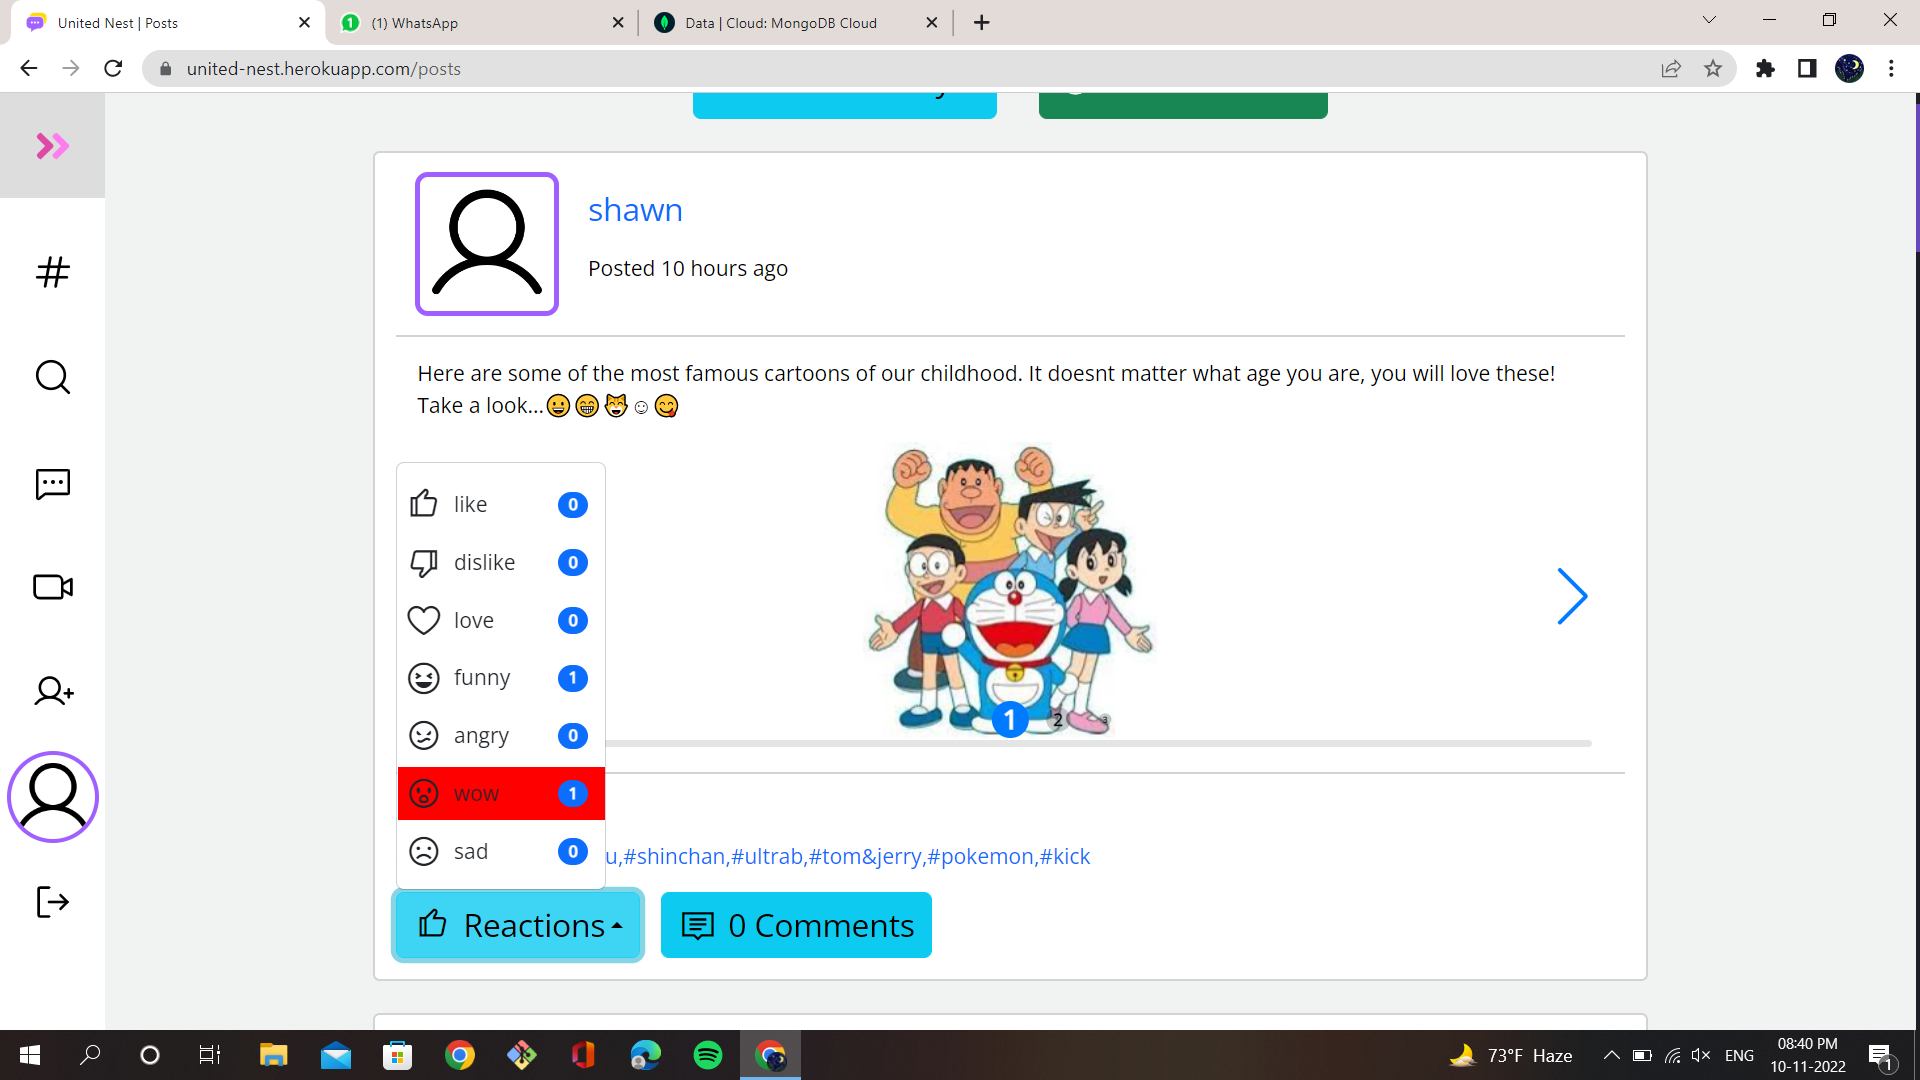 United Nest | Posts
(1) WhatsApp
Data | Cloud: MongoDB Cloud
united-nest.herokuapp.com/posts
shawn
Posted 10 hours ago
Here are some of the most famous cartoons of our childhood. It doesnt matter what age you are, you will love these!
Take a look...😀😁😸☺😋
like 0
dislike 0
love 0
funny 1
angry 0
wow 1
sad 0
1 2 3
u,#shinchan,#ultrab,#tom&jerry,#pokemon,#kick
Reactions
0 Comments
73°F Haze
ENG
08:40 PM
10-11-2022
1